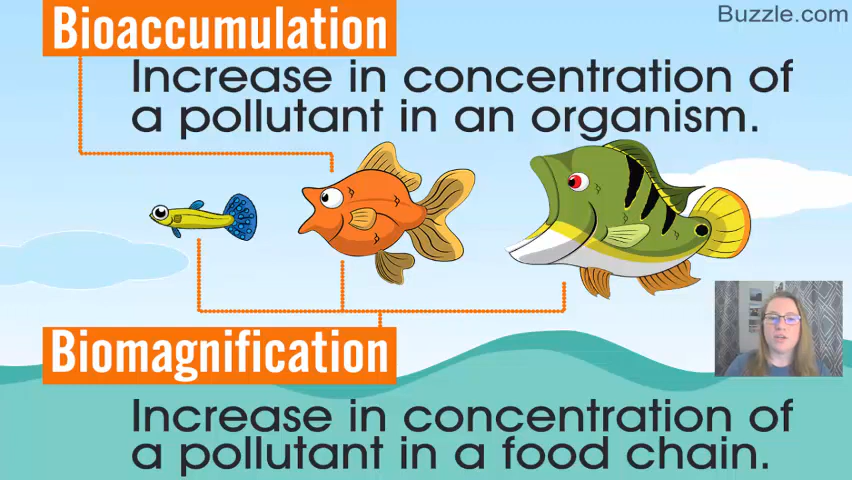 Buzzle.com
Bioaccumulation
Increase in concentration of
a pollutant in an organism.
Biomagnification
Increase in concentration of
a pollutant in a food chain.